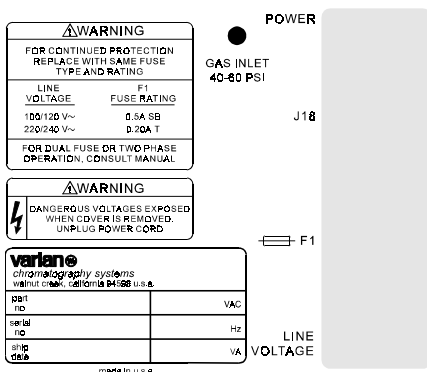 ⚠WARNING
FOR CONTINUED PROTECTION
REPLACE WITH SAME FUSE
TYPE AND RATING
LINE VOLTAGE F1 FUSE RATING
100/120 V~ 0.5A SB
220/240 V~ 0.20A T
FOR DUAL FUSE OR TWO PHASE
OPERATION, CONSULT MANUAL
⚠WARNING
DANGEROUS VOLTAGES EXPOSED
WHEN COVER IS REMOVED.
UNPLUG POWER CORD
varian
chromatography systems
walnut creek, california 94598 u.s.a.
part no VAC
serial no Hz
ship date VA
made in u.s.a.
POWER
GAS INLET
40-60 PSI
J16
F1
LINE
VOLTAGE